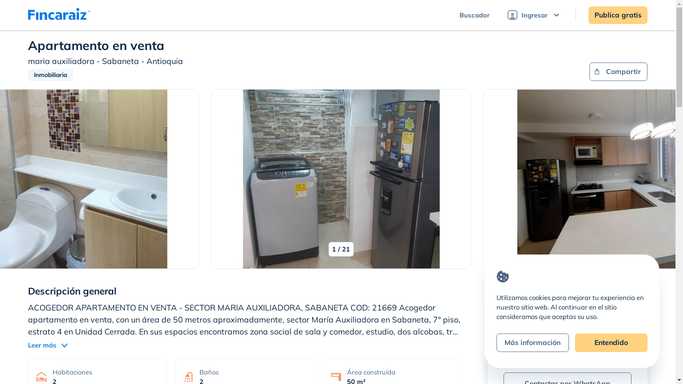 Fincaraiz
Buscador
Ingresar
Publica gratis
Apartamento en venta
maria auxiliadora - Sabaneta - Antioquia
Inmobiliaria
Compartir
1 / 21
Descripción general
ACOGEDOR APARTAMENTO EN VENTA - SECTOR MARIA AUXILIADORA, SABANETA COD: 21669 Acogedor
apartamento en venta, con un área de 50 metros aproximadamente, sector María Auxiliadora en Sabaneta, 7° piso,
estrato 4 en Unidad Cerrada. En sus espacios encontramos zona social de sala y comedor, estudio, dos alcobas, tr...
Leer más
Habitaciones
2
Baños
2
Área construida
50 m²
Utilizamos cookies para mejorar tu experiencia en
nuestro sitio web. Al continuar en el sitio
consideramos que aceptas su uso.
Más información
Entendido
Contactar por WhatsApp